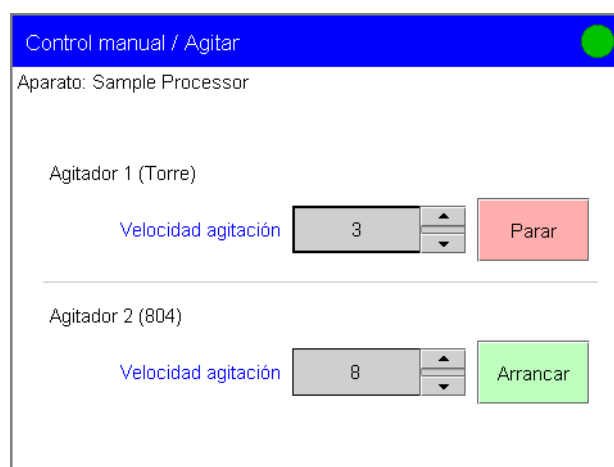 Control manual / Agitar
Aparato: Sample Processor
Agitador 1 (Torre)
Velocidad agitación 3 Parar
Agitador 2 (804)
Velocidad agitación 8 Arrancar